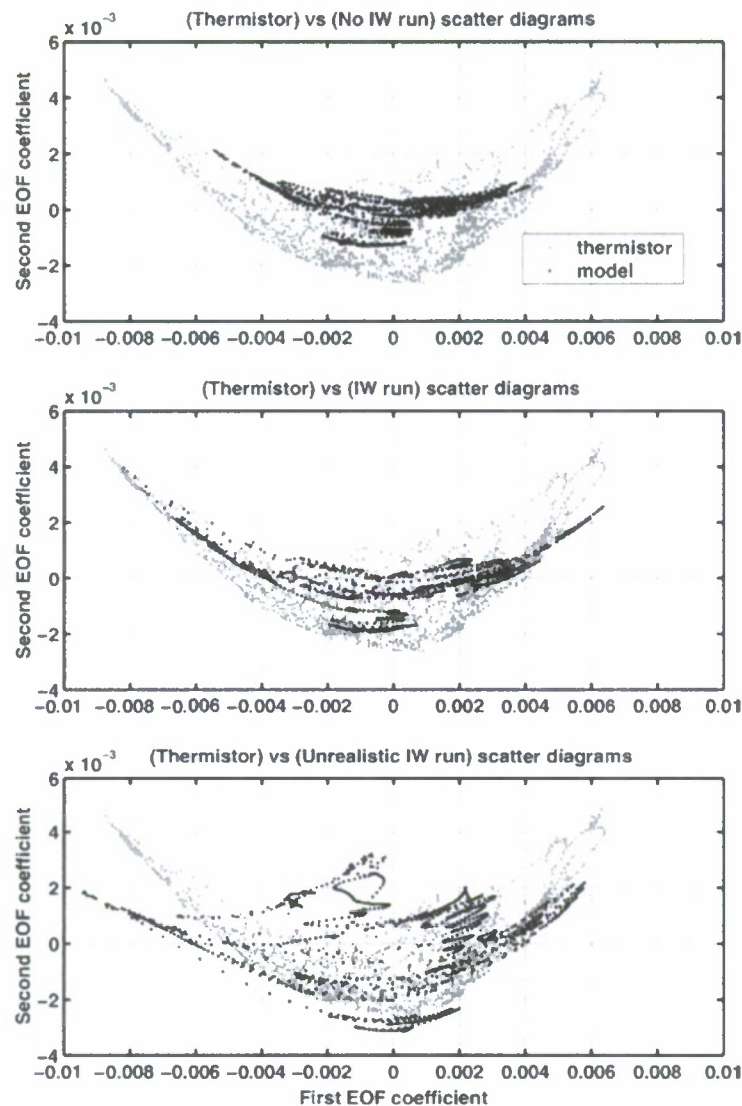 (Thermistor) vs (No IW run) scatter diagrams
x 10⁻³
6
4
2
0
−2
−4
Second EOF coefficient
thermistor
model
−0.01 −0.008 −0.006 −0.004 −0.002 0 0.002 0.004 0.006 0.008 0.01
(Thermistor) vs (IW run) scatter diagrams
x 10⁻³
6
4
2
0
−2
−4
Second EOF coefficient
−0.01 −0.008 −0.006 −0.004 −0.002 0 0.002 0.004 0.006 0.008 0.01
(Thermistor) vs (Unrealistic IW run) scatter diagrams
x 10⁻³
6
4
2
0
−2
−4
Second EOF coefficient
−0.01 −0.008 −0.006 −0.004 −0.002 0 0.002 0.004 0.006 0.008 0.01
First EOF coefficient